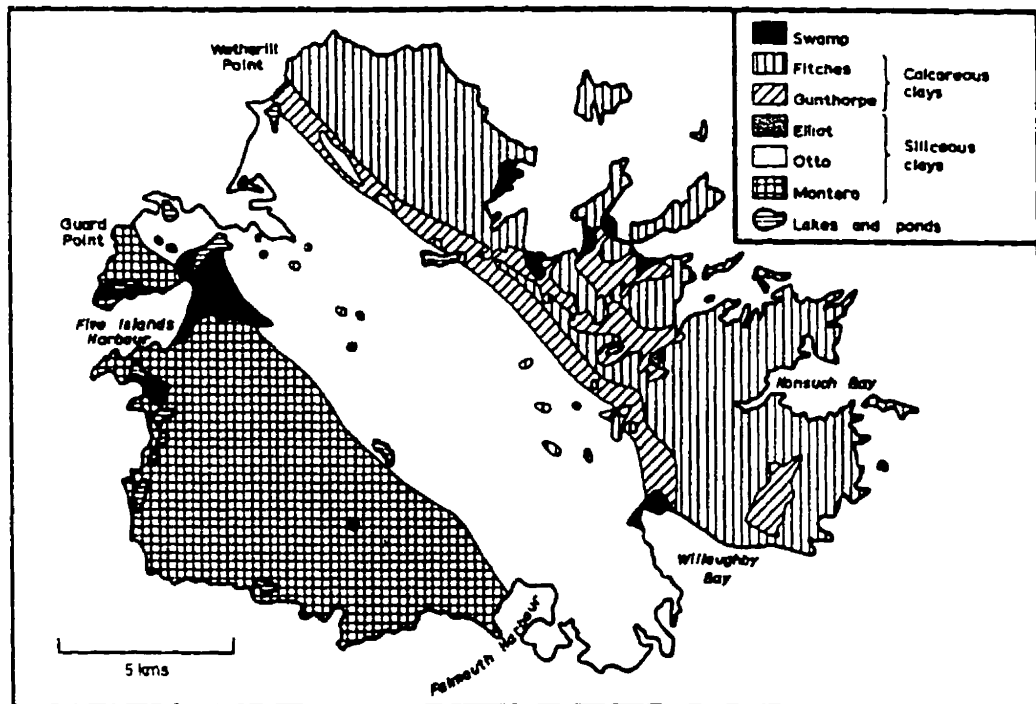 Wetherill
Point
Guard
Point
Five Islands
Harbour
Nonsuch Bay
Willoughby
Bay
Falmouth Harbour
5 kms
Swamp
Fitches
Gunthorpe
Calcareous
clays
Elliot
Otto
Montero
Siliceous
clays
Lakes and ponds